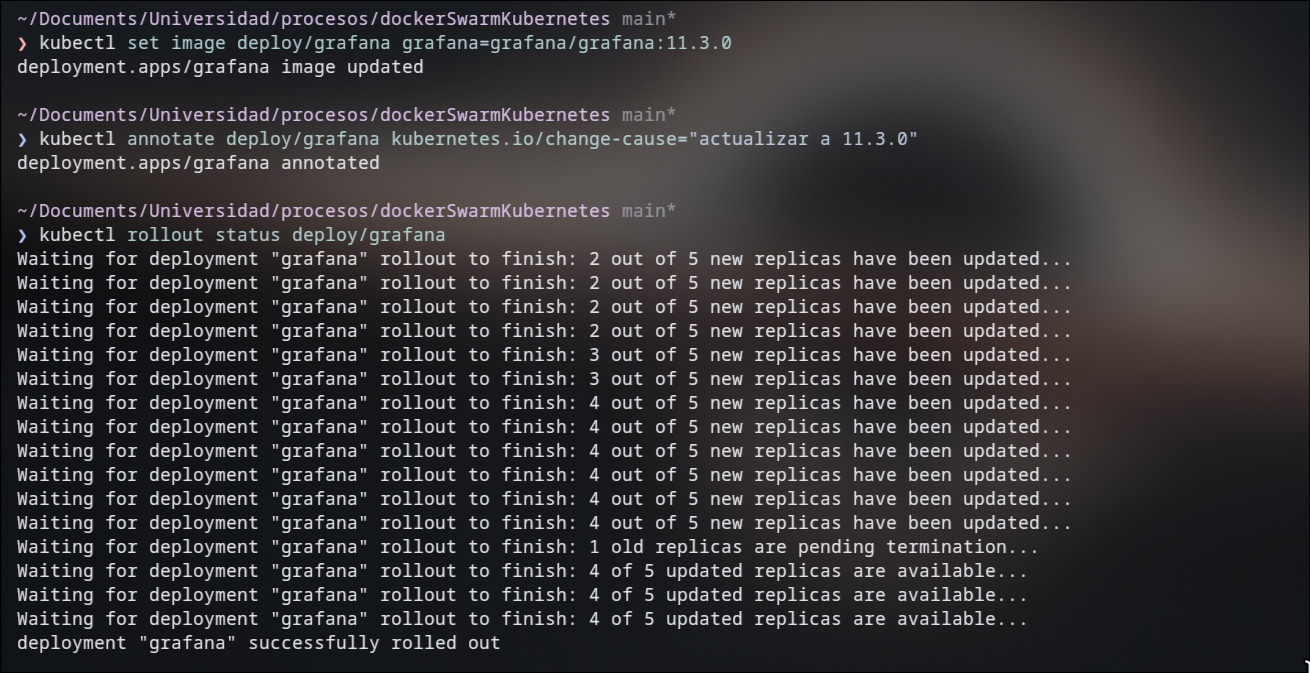 ~/Documents/Universidad/procesos/dockerSwarmKubernetes main*
❯ kubectl set image deploy/grafana grafana=grafana/grafana:11.3.0
deployment.apps/grafana image updated
~/Documents/Universidad/procesos/dockerSwarmKubernetes main*
❯ kubectl annotate deploy/grafana kubernetes.io/change-cause="actualizar a 11.3.0"
deployment.apps/grafana annotated
~/Documents/Universidad/procesos/dockerSwarmKubernetes main*
❯ kubectl rollout status deploy/grafana
Waiting for deployment "grafana" rollout to finish: 2 out of 5 new replicas have been updated...
Waiting for deployment "grafana" rollout to finish: 2 out of 5 new replicas have been updated...
Waiting for deployment "grafana" rollout to finish: 2 out of 5 new replicas have been updated...
Waiting for deployment "grafana" rollout to finish: 2 out of 5 new replicas have been updated...
Waiting for deployment "grafana" rollout to finish: 3 out of 5 new replicas have been updated...
Waiting for deployment "grafana" rollout to finish: 3 out of 5 new replicas have been updated...
Waiting for deployment "grafana" rollout to finish: 4 out of 5 new replicas have been updated...
Waiting for deployment "grafana" rollout to finish: 4 out of 5 new replicas have been updated...
Waiting for deployment "grafana" rollout to finish: 4 out of 5 new replicas have been updated...
Waiting for deployment "grafana" rollout to finish: 4 out of 5 new replicas have been updated...
Waiting for deployment "grafana" rollout to finish: 4 out of 5 new replicas have been updated...
Waiting for deployment "grafana" rollout to finish: 4 out of 5 new replicas have been updated...
Waiting for deployment "grafana" rollout to finish: 1 old replicas are pending termination...
Waiting for deployment "grafana" rollout to finish: 4 of 5 updated replicas are available...
Waiting for deployment "grafana" rollout to finish: 4 of 5 updated replicas are available...
Waiting for deployment "grafana" rollout to finish: 4 of 5 updated replicas are available...
deployment "grafana" successfully rolled out